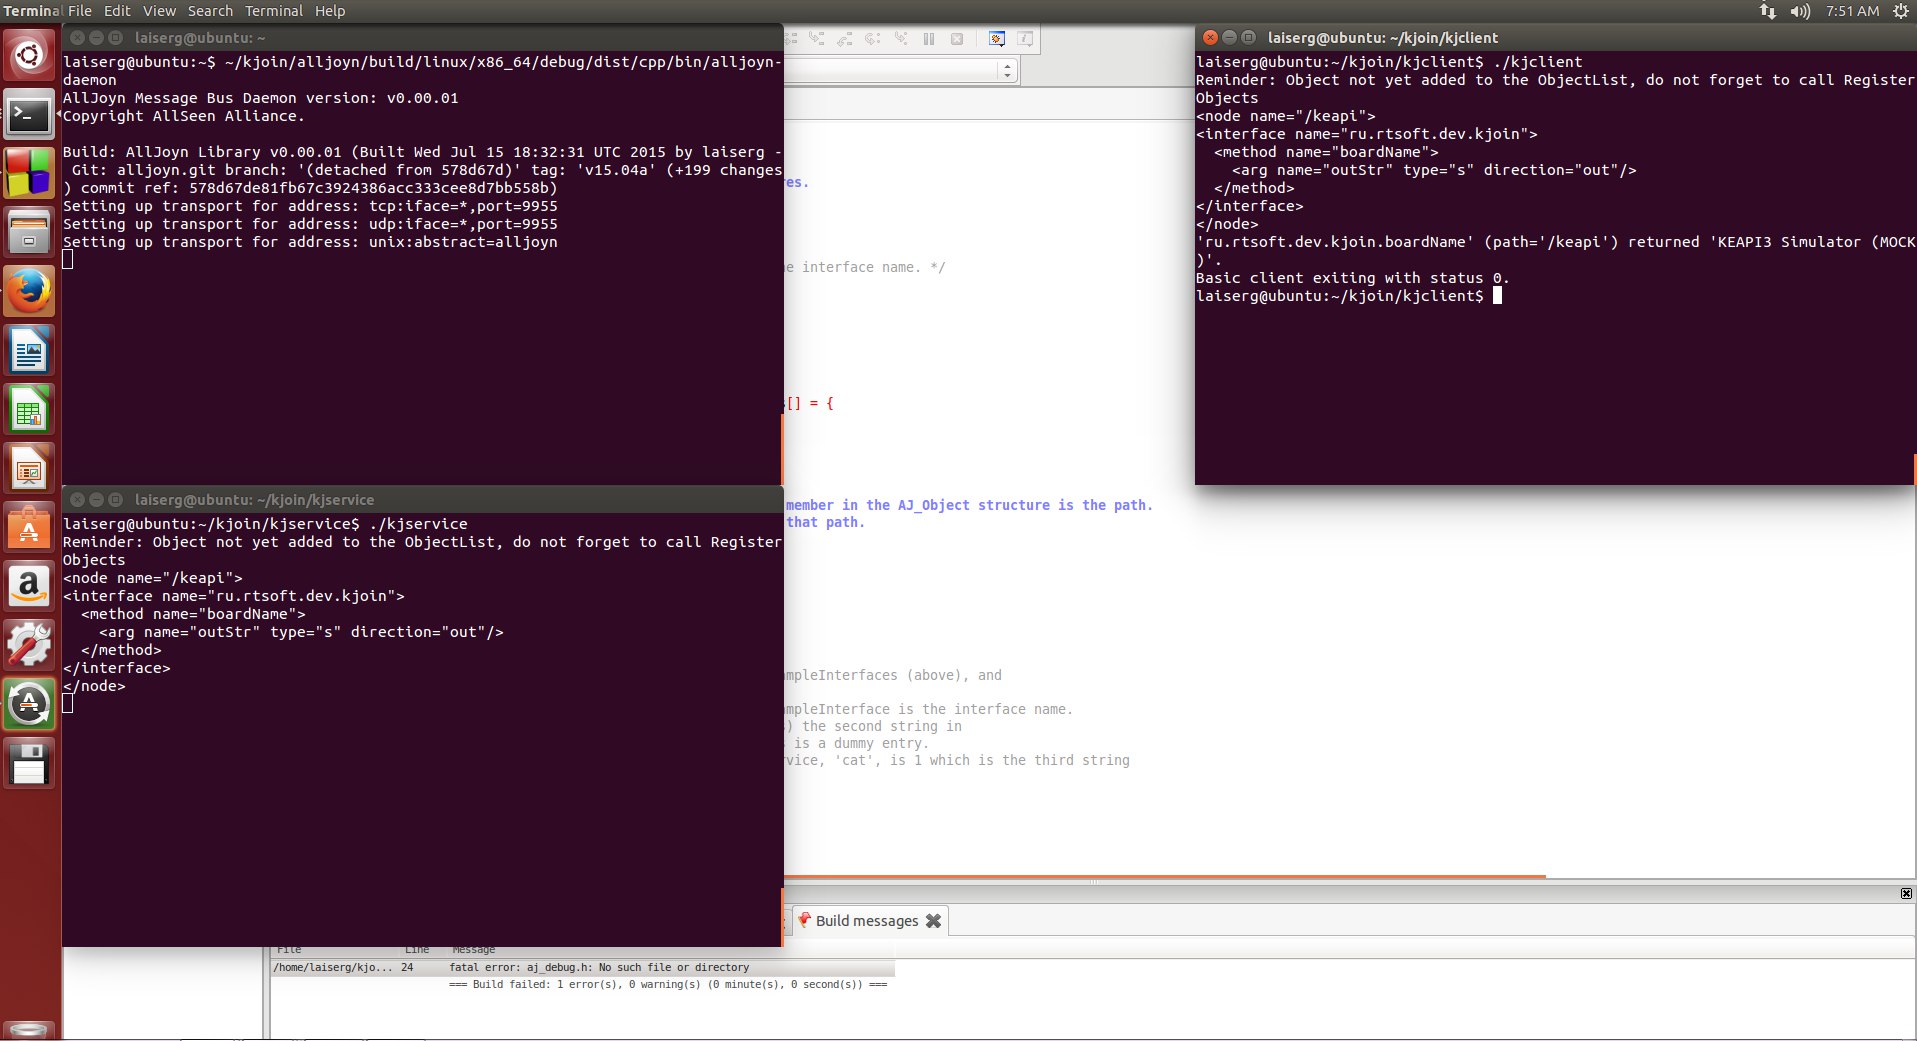 Terminal File Edit View Search Terminal Help
7:51 AM
laiserg@ubuntu: ~
laiserg@ubuntu:~$ ~/kjoin/alljoyn/build/linux/x86_64/debug/dist/cpp/bin/alljoyn-
daemon
AllJoyn Message Bus Daemon version: v0.00.01
Copyright AllSeen Alliance.
Build: AllJoyn Library v0.00.01 (Built Wed Jul 15 18:32:31 UTC 2015 by laiserg -
Git: alljoyn.git branch: '(detached from 578d67d)' tag: 'v15.04a' (+199 changes
) commit ref: 578d67de81fb67c3924386acc333cee8d7bb558b)
Setting up transport for address: tcp:iface=*,port=9955
Setting up transport for address: udp:iface=*,port=9955
Setting up transport for address: unix:abstract=alljoyn
laiserg@ubuntu: ~/kjoin/kjservice
laiserg@ubuntu:~/kjoin/kjservice$ ./kjservice
Reminder: Object not yet added to the ObjectList, do not forget to call Register
Objects
<node name="/keapi">
<interface name="ru.rtsoft.dev.kjoin">
  <method name="boardName">
    <arg name="outStr" type="s" direction="out"/>
  </method>
</interface>
</node>
laiserg@ubuntu: ~/kjoin/kjclient
laiserg@ubuntu:~/kjoin/kjclient$ ./kjclient
Reminder: Object not yet added to the ObjectList, do not forget to call Register
Objects
<node name="/keapi">
<interface name="ru.rtsoft.dev.kjoin">
  <method name="boardName">
    <arg name="outStr" type="s" direction="out"/>
  </method>
</interface>
</node>
'ru.rtsoft.dev.kjoin.boardName' (path='/keapi') returned 'KEAPI3 Simulator (MOCK
)'.
Basic client exiting with status 0.
laiserg@ubuntu:~/kjoin/kjclient$
es.
e interface name. */
[] = {
member in the AJ_Object structure is the path.
that path.
mpleInterfaces (above), and
mpleInterface is the interface name.
) the second string in
is a dummy entry.
vice, 'cat', is 1 which is the third string
Build messages
File Line Message
/home/laiserg/kjo... 24 fatal error: aj_debug.h: No such file or directory
=== Build failed: 1 error(s), 0 warning(s) (0 minute(s), 0 second(s)) ===